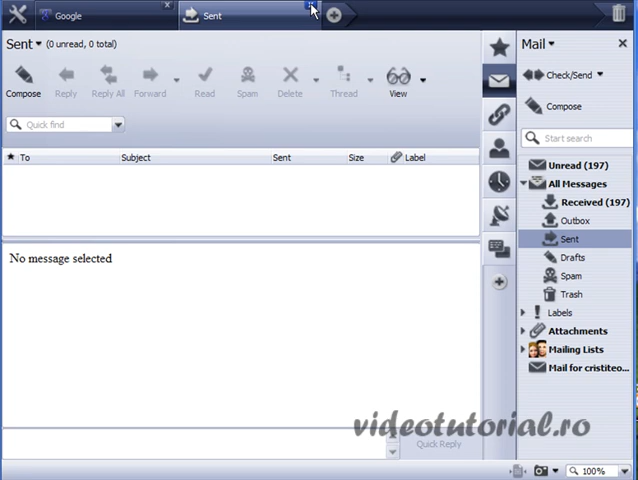 Google
Sent
Sent (0 unread, 0 total)
Compose
Reply
Reply All
Forward
Read
Spam
Delete
Thread
View
Quick find
To
Subject
Sent
Size
Label
No message selected
Quick Reply
Mail
Check/Send
Compose
Start search
Unread (197)
All Messages
Received (197)
Outbox
Sent
Drafts
Spam
Trash
Labels
Attachments
Mailing Lists
Mail for cristiteo...
videotutorial.ro
100%